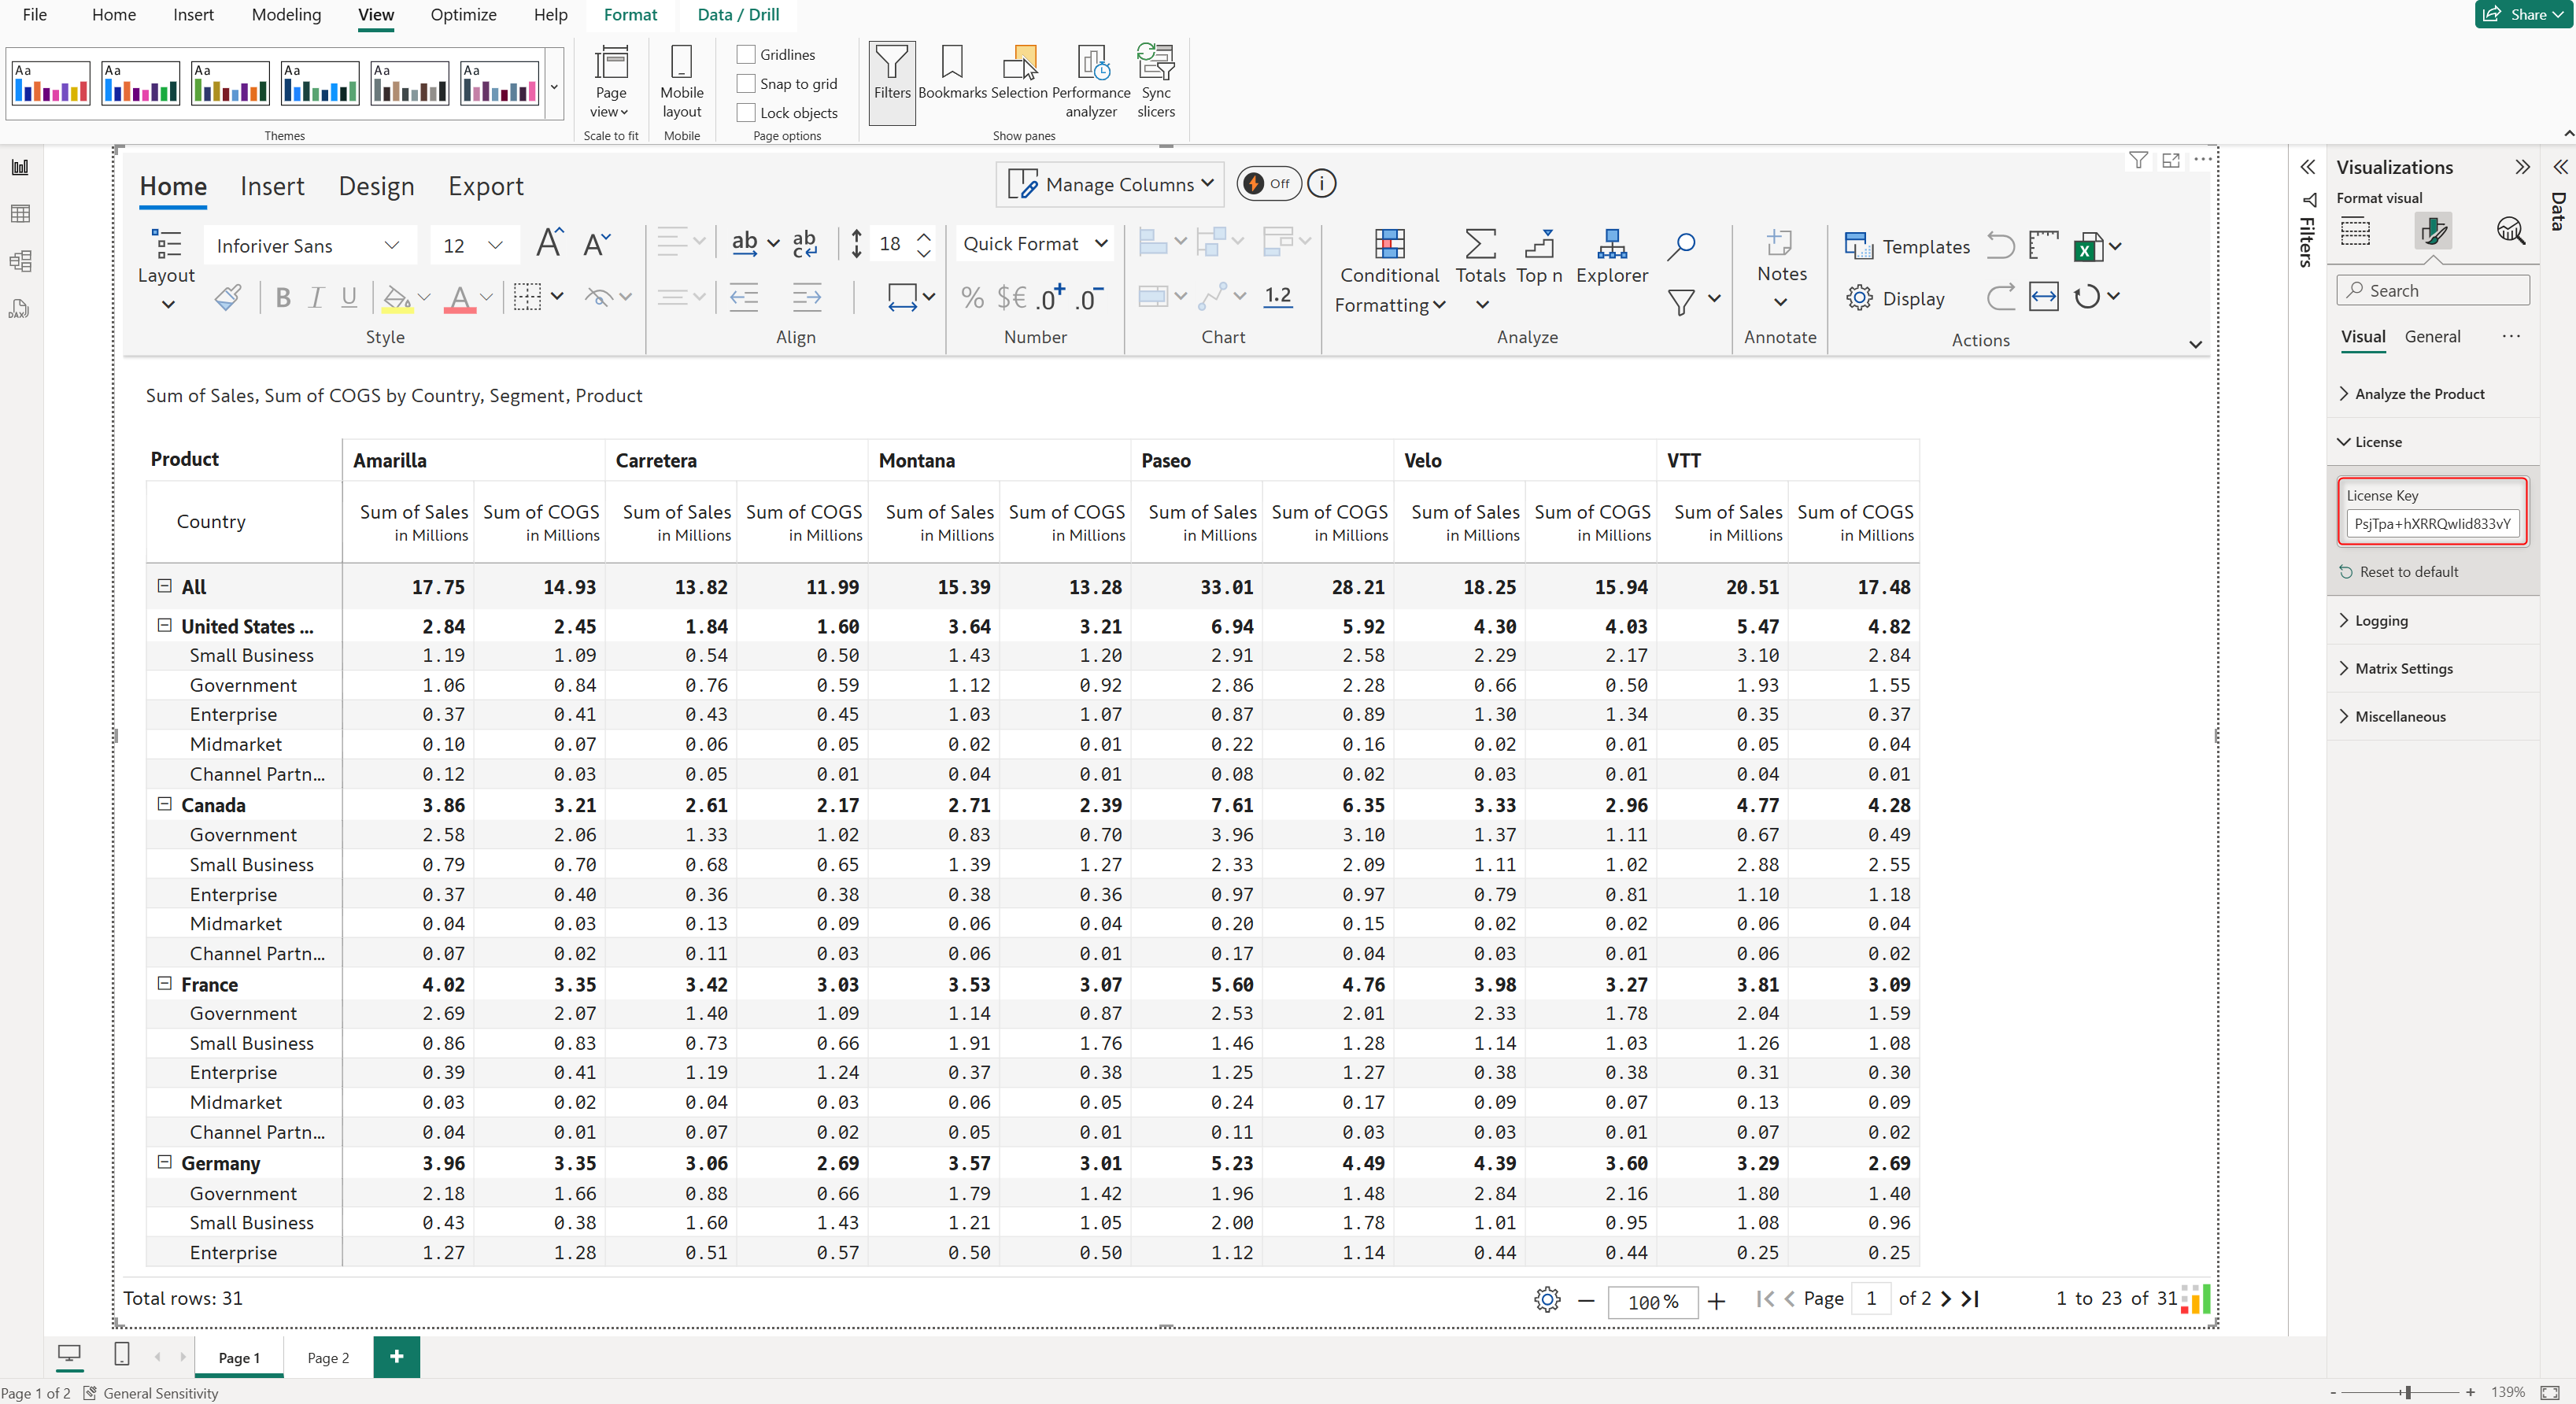 File Home Insert Modeling View Optimize Help Format Data / Drill Share
Aa Aa Aa Aa Aa Aa
Themes
Page view
Scale to fit
Mobile layout
Mobile
Gridlines
Snap to grid
Lock objects
Page options
Filters Bookmarks Selection Performance analyzer Sync slicers
Show panes
Home Insert Design Export Manage Columns Off i
Layout
Inforiver Sans 12 A A
B I U A
Style
ab ab c 18
Align
Quick Format
% $€ .0+ .0-
Number
1.2
Chart
Conditional Formatting Totals Top n Explorer
Analyze
Notes
Annotate
Templates
Display
Actions
Sum of Sales, Sum of COGS by Country, Segment, Product
Product Amarilla Carretera Montana Paseo Velo VTT
Country Sum of Sales Sum of COGS Sum of Sales Sum of COGS Sum of Sales Sum of COGS Sum of Sales Sum of COGS Sum of Sales Sum of COGS Sum of Sales Sum of COGS
in Millions in Millions in Millions in Millions in Millions in Millions in Millions in Millions in Millions in Millions in Millions in Millions
All 17.75 14.93 13.82 11.99 15.39 13.28 33.01 28.21 18.25 15.94 20.51 17.48
United States ... 2.84 2.45 1.84 1.60 3.64 3.21 6.94 5.92 4.30 4.03 5.47 4.82
Small Business 1.19 1.09 0.54 0.50 1.43 1.20 2.91 2.58 2.29 2.17 3.10 2.84
Government 1.06 0.84 0.76 0.59 1.12 0.92 2.86 2.28 0.66 0.50 1.93 1.55
Enterprise 0.37 0.41 0.43 0.45 1.03 1.07 0.87 0.89 1.30 1.34 0.35 0.37
Midmarket 0.10 0.07 0.06 0.05 0.02 0.01 0.22 0.16 0.02 0.01 0.05 0.04
Channel Partn... 0.12 0.03 0.05 0.01 0.04 0.01 0.08 0.02 0.03 0.01 0.04 0.01
Canada 3.86 3.21 2.61 2.17 2.71 2.39 7.61 6.35 3.33 2.96 4.77 4.28
Government 2.58 2.06 1.33 1.02 0.83 0.70 3.96 3.10 1.37 1.11 0.67 0.49
Small Business 0.79 0.70 0.68 0.65 1.39 1.27 2.33 2.09 1.11 1.02 2.88 2.55
Enterprise 0.37 0.40 0.36 0.38 0.38 0.36 0.97 0.97 0.79 0.81 1.10 1.18
Midmarket 0.04 0.03 0.13 0.09 0.06 0.04 0.20 0.15 0.02 0.02 0.06 0.04
Channel Partn... 0.07 0.02 0.11 0.03 0.06 0.01 0.17 0.04 0.03 0.01 0.06 0.02
France 4.02 3.35 3.42 3.03 3.53 3.07 5.60 4.76 3.98 3.27 3.81 3.09
Government 2.69 2.07 1.40 1.09 1.14 0.87 2.53 2.01 2.33 1.78 2.04 1.59
Small Business 0.86 0.83 0.73 0.66 1.91 1.76 1.46 1.28 1.14 1.03 1.26 1.08
Enterprise 0.39 0.41 1.19 1.24 0.37 0.38 1.25 1.27 0.38 0.38 0.31 0.30
Midmarket 0.03 0.02 0.04 0.03 0.06 0.05 0.24 0.17 0.09 0.07 0.13 0.09
Channel Partn... 0.04 0.01 0.07 0.02 0.05 0.01 0.11 0.03 0.03 0.01 0.07 0.02
Germany 3.96 3.35 3.06 2.69 3.57 3.01 5.23 4.49 4.39 3.60 3.29 2.69
Government 2.18 1.66 0.88 0.66 1.79 1.42 1.96 1.48 2.84 2.16 1.80 1.40
Small Business 0.43 0.38 1.60 1.43 1.21 1.05 2.00 1.78 1.01 0.95 1.08 0.96
Enterprise 1.27 1.28 0.51 0.57 0.50 0.50 1.12 1.14 0.44 0.44 0.25 0.25
Total rows: 31 100% Page 1 of 2 1 to 23 of 31
Filters
Visualizations
Format visual
Search
Visual General
Analyze the Product
License
License Key
PsjTpa+hXRRQwIid833vY
Reset to default
Logging
Matrix Settings
Miscellaneous
Data
DAX
Page 1 Page 2 +
Page 1 of 2 General Sensitivity 139%